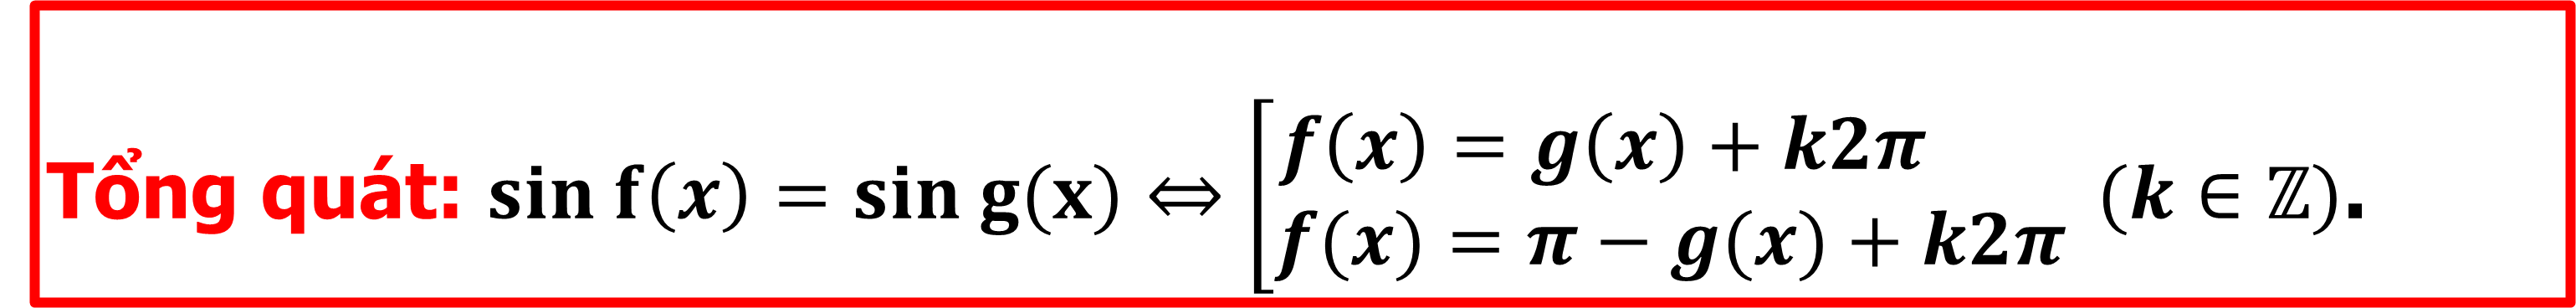 Tổng quát: sin f(x) = sin g(x) ⇔ [ f(x) = g(x) + k2π
f(x) = π − g(x) + k2π (k ∈ ℤ).